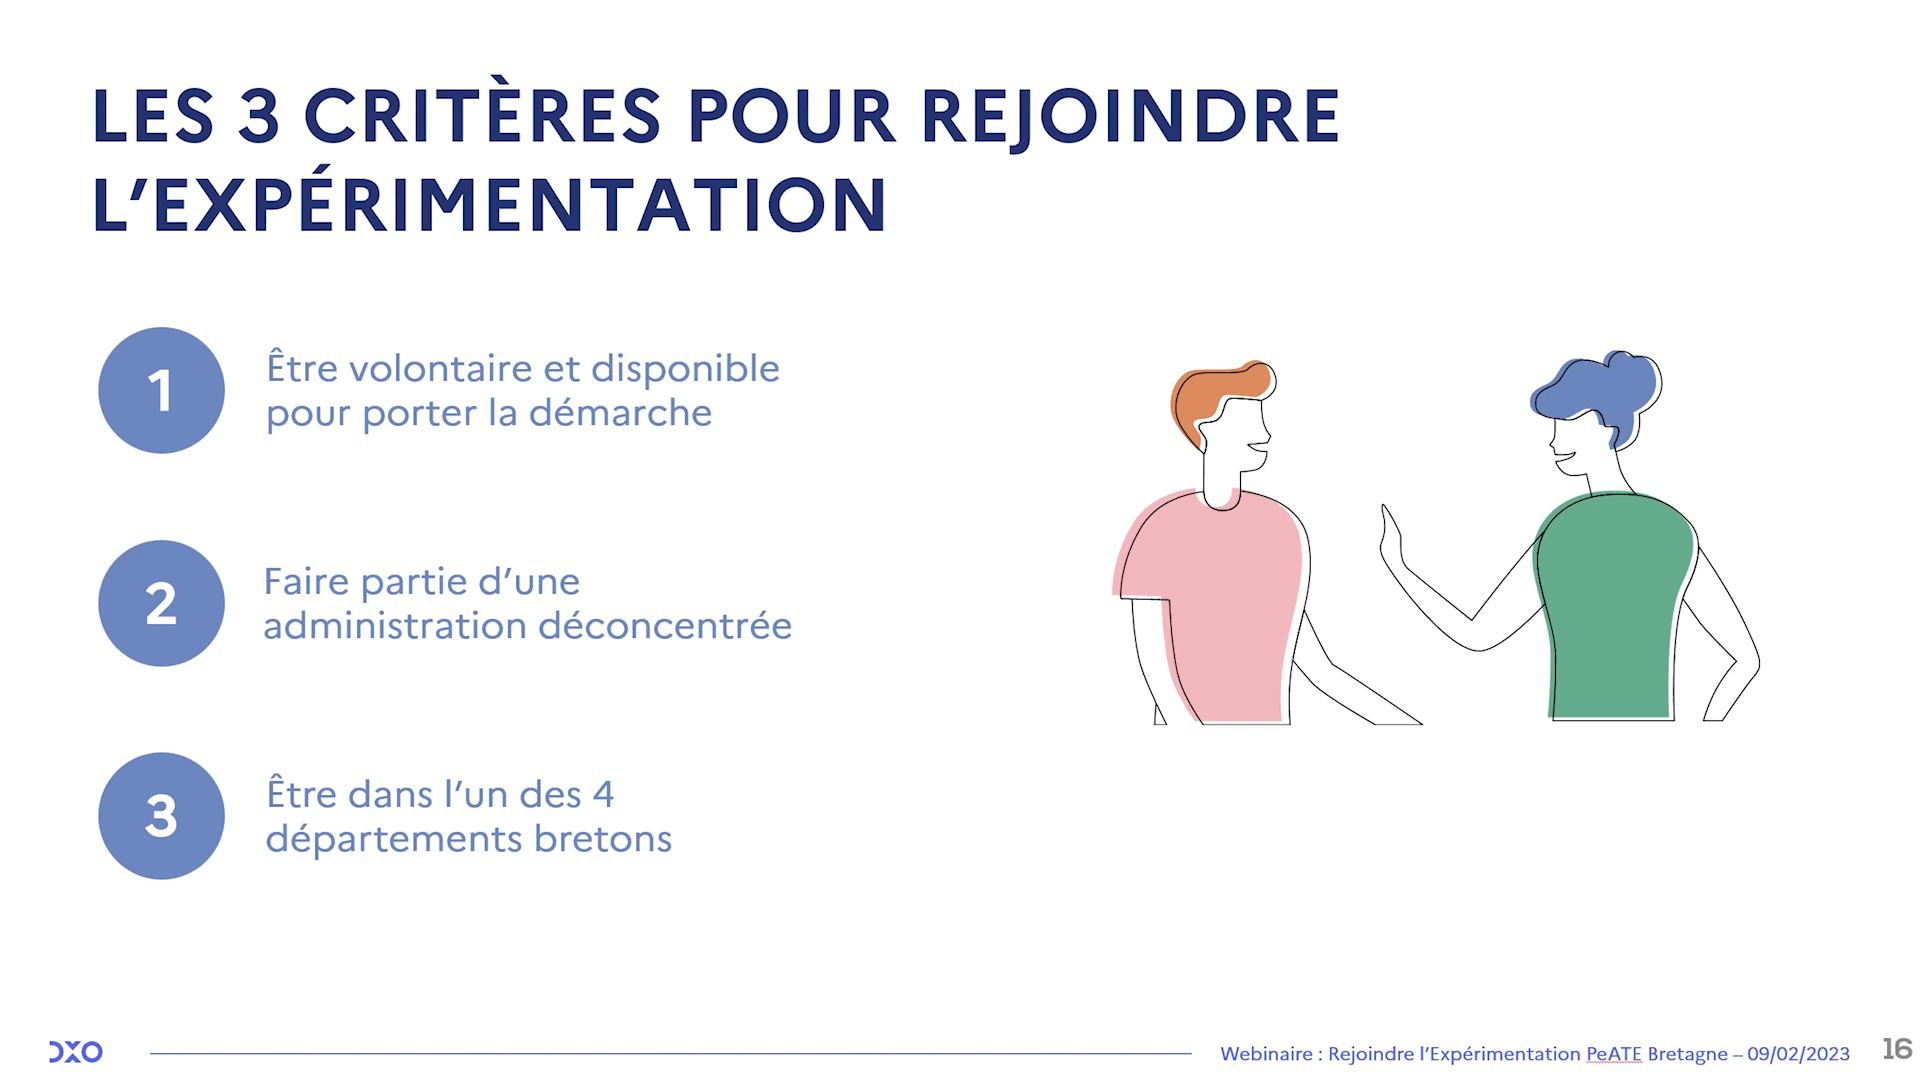 LES 3 CRITÈRES POUR REJOINDRE
L’EXPÉRIMENTATION
1
Être volontaire et disponible
pour porter la démarche
2
Faire partie d’une
administration déconcentrée
3
Être dans l’un des 4
départements bretons
OXO
Webinaire : Rejoindre l’Expérimentation PeATE Bretagne – 09/02/2023
16